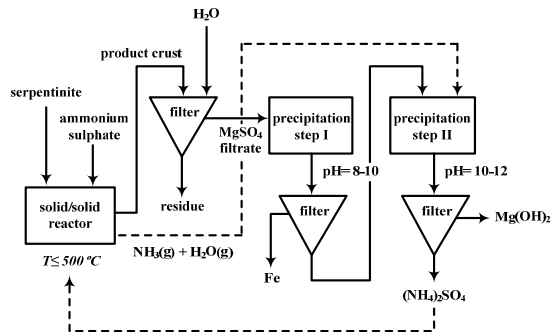 H₂O
product crust
serpentinite
ammonium
sulphate
filter
MgSO₄
filtrate
precipitation
step I
precipitation
step II
solid/solid
reactor
residue
pH=8-10
pH=10-12
filter
filter
Mg(OH)₂
T≤ 500 ºC
NH₃(g) + H₂O(g)
Fe
(NH₄)₂SO₄